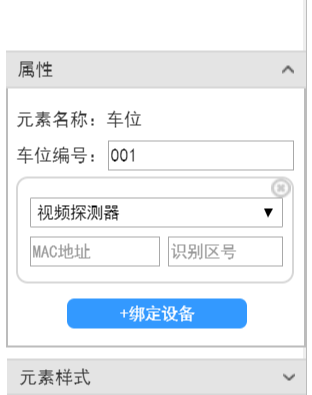 属性
元素名称：车位
车位编号：001
视频探测器
MAC地址 识别区号
+绑定设备
元素样式